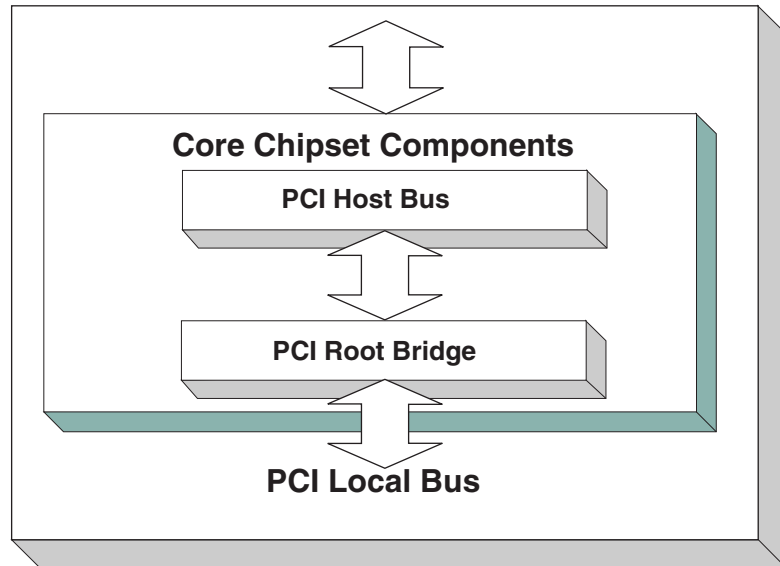 Core Chipset Components
PCI Host Bus
PCI Root Bridge
PCI Local Bus